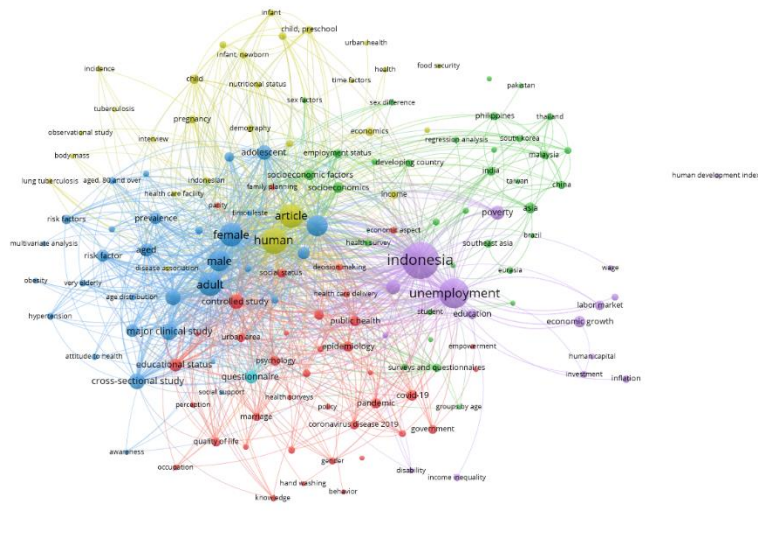 infant
child, preschool
urban health
infant, newborn
food security
incidence
health
child
nutritional status
time factors
pakistan
sex factors
sex difference
tuberculosis
pregnancy
philippines
thailand
observational study
demography
economics
interview
regression analysis
south korea
adolescent
employment status
body mass
developing country
malaysia
socioeconomic factors
india
human development index
lung tuberculosis
aged, 80 and over
indonesian
taiwan
china
family planning
socioeconomics
health care facility
income
parity
asia
risk factors
prevalence
timor-leste
article
poverty
female
economic aspect
brazil
multivariate analysis
human
health survey
southeast asia
risk factor
aged
male
indonesia
disease association
social status
decision making
eurasia
wage
obesity
very elderly
adult
age distribution
health care delivery
unemployment
controlled study
labor market
hypertension
student
education
major clinical study
public health
economic growth
urban area
epidemiology
empowerment
attitude to health
human capital
educational status
psychology
surveys and questionnaires
cross-sectional study
questionnaire
investment
inflation
social support
health surveys
covid-19
perception
policy
pandemic
groups by age
marriage
coronavirus disease 2019
government
quality of life
awareness
gender
occupation
disability
income inequality
hand washing
behavior
knowledge